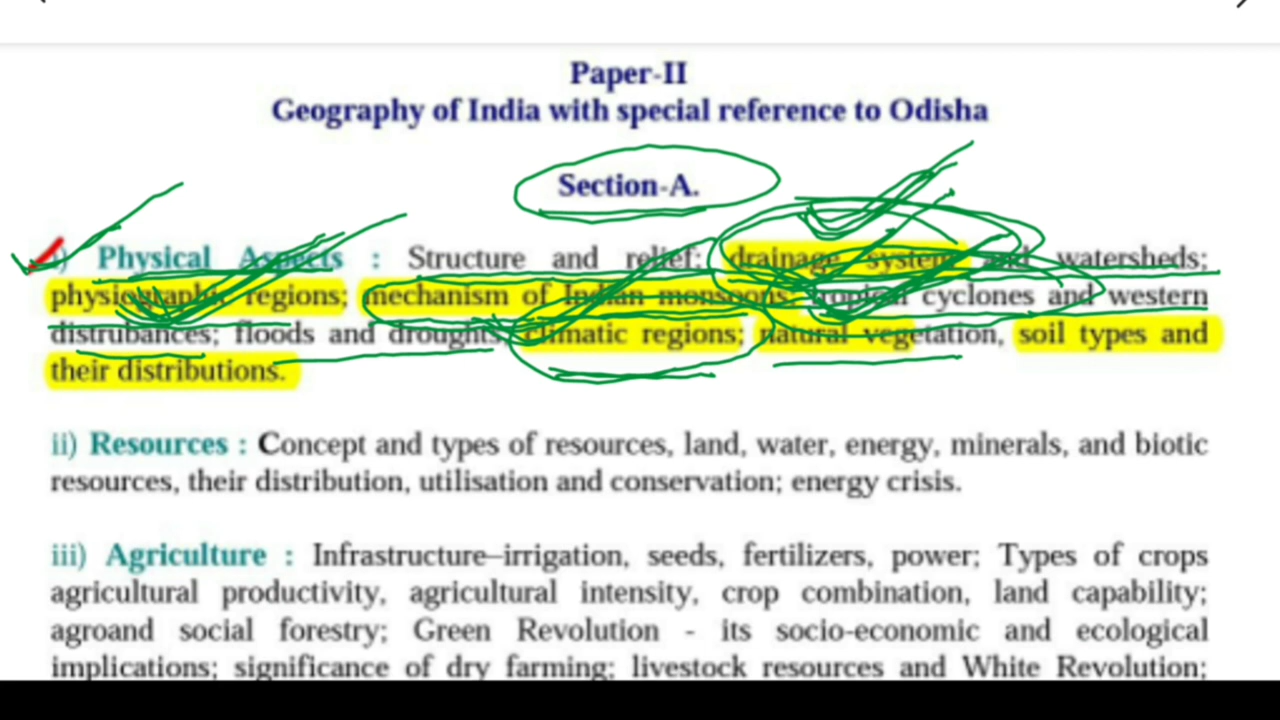 Paper-II
Geography of India with special reference to Odisha
Section-A.
i) Physical Aspects : Structure and relief; drainage system and watersheds;
physiographic regions; mechanism of Indian monsoons, tropical cyclones and western
distrubances; floods and droughts, climatic regions; natural vegetation, soil types and
their distributions.
ii) Resources : Concept and types of resources, land, water, energy, minerals, and biotic
resources, their distribution, utilisation and conservation; energy crisis.
iii) Agriculture : Infrastructure–irrigation, seeds, fertilizers, power; Types of crops
agricultural productivity, agricultural intensity, crop combination, land capability;
agroand social forestry; Green Revolution - its socio-economic and ecological
implications; significance of dry farming; livestock resources and White Revolution;